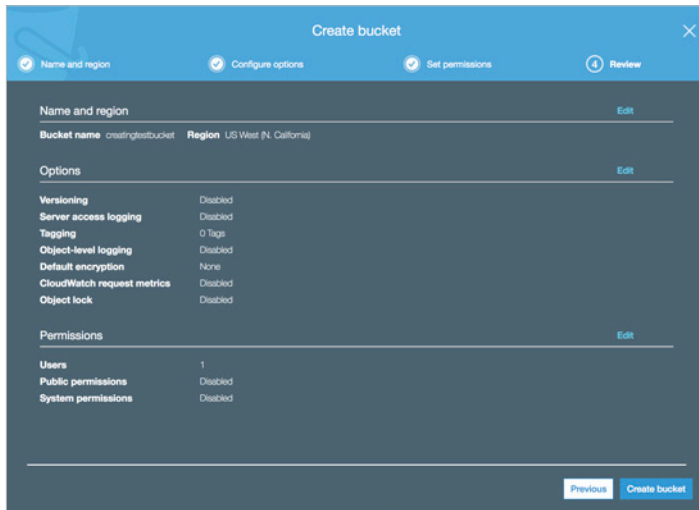 Create bucket
Name and region
Configure options
Set permissions
4 Review
Name and region Edit
Bucket name creatingtestbucket Region US West (N. California)
Options Edit
Versioning Disabled
Server access logging Disabled
Tagging 0 Tags
Object-level logging Disabled
Default encryption None
CloudWatch request metrics Disabled
Object lock Disabled
Permissions Edit
Users 1
Public permissions Disabled
System permissions Disabled
Previous Create bucket